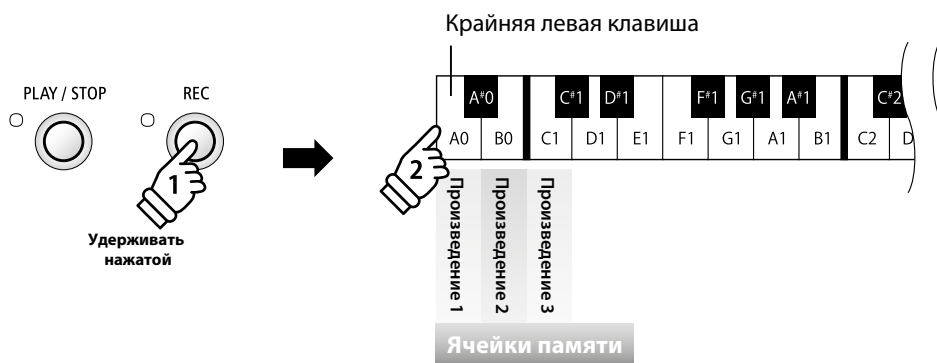 Крайняя левая клавиша
PLAY / STOP
REC
1
Удерживать
нажатой
2
A#0 C#1 D#1 F#1 G#1 A#1 C#2
A0 B0 C1 D1 E1 F1 G1 A1 B1 C2 D
Произведение 1
Произведение 2
Произведение 3
Ячейки памяти